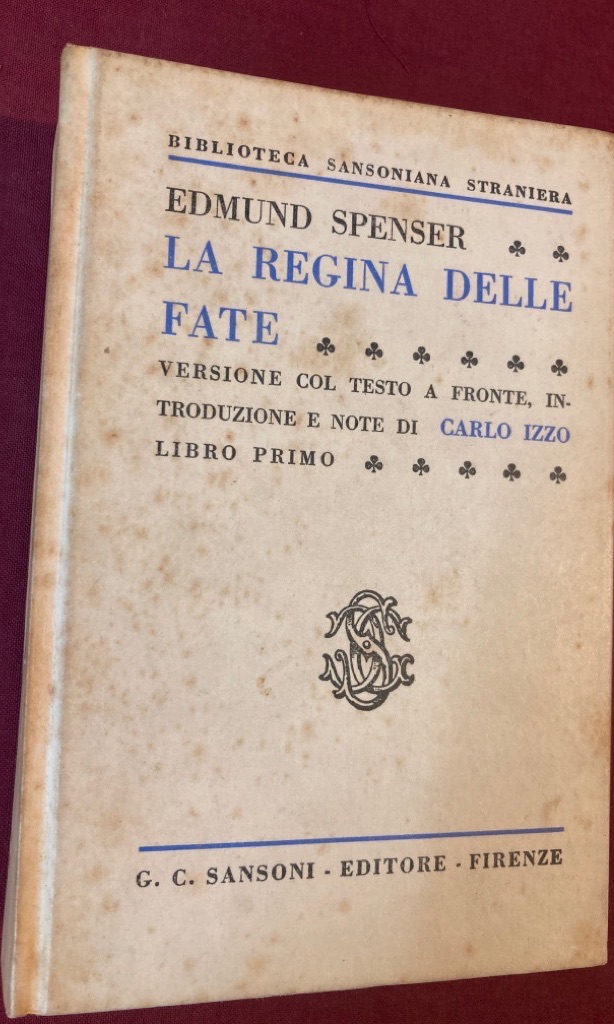 BIBLIOTECA SANSONIANA STRANIERA
EDMUND SPENSER ♣ ♣
LA REGINA DELLE
FATE ♣ ♣ ♣ ♣ ♣ ♣
VERSIONE COL TESTO A FRONTE, IN-
TRODUZIONE E NOTE DI CARLO IZZO
LIBRO PRIMO ♣ ♣ ♣ ♣ ♣
G. C. SANSONI - EDITORE - FIRENZE